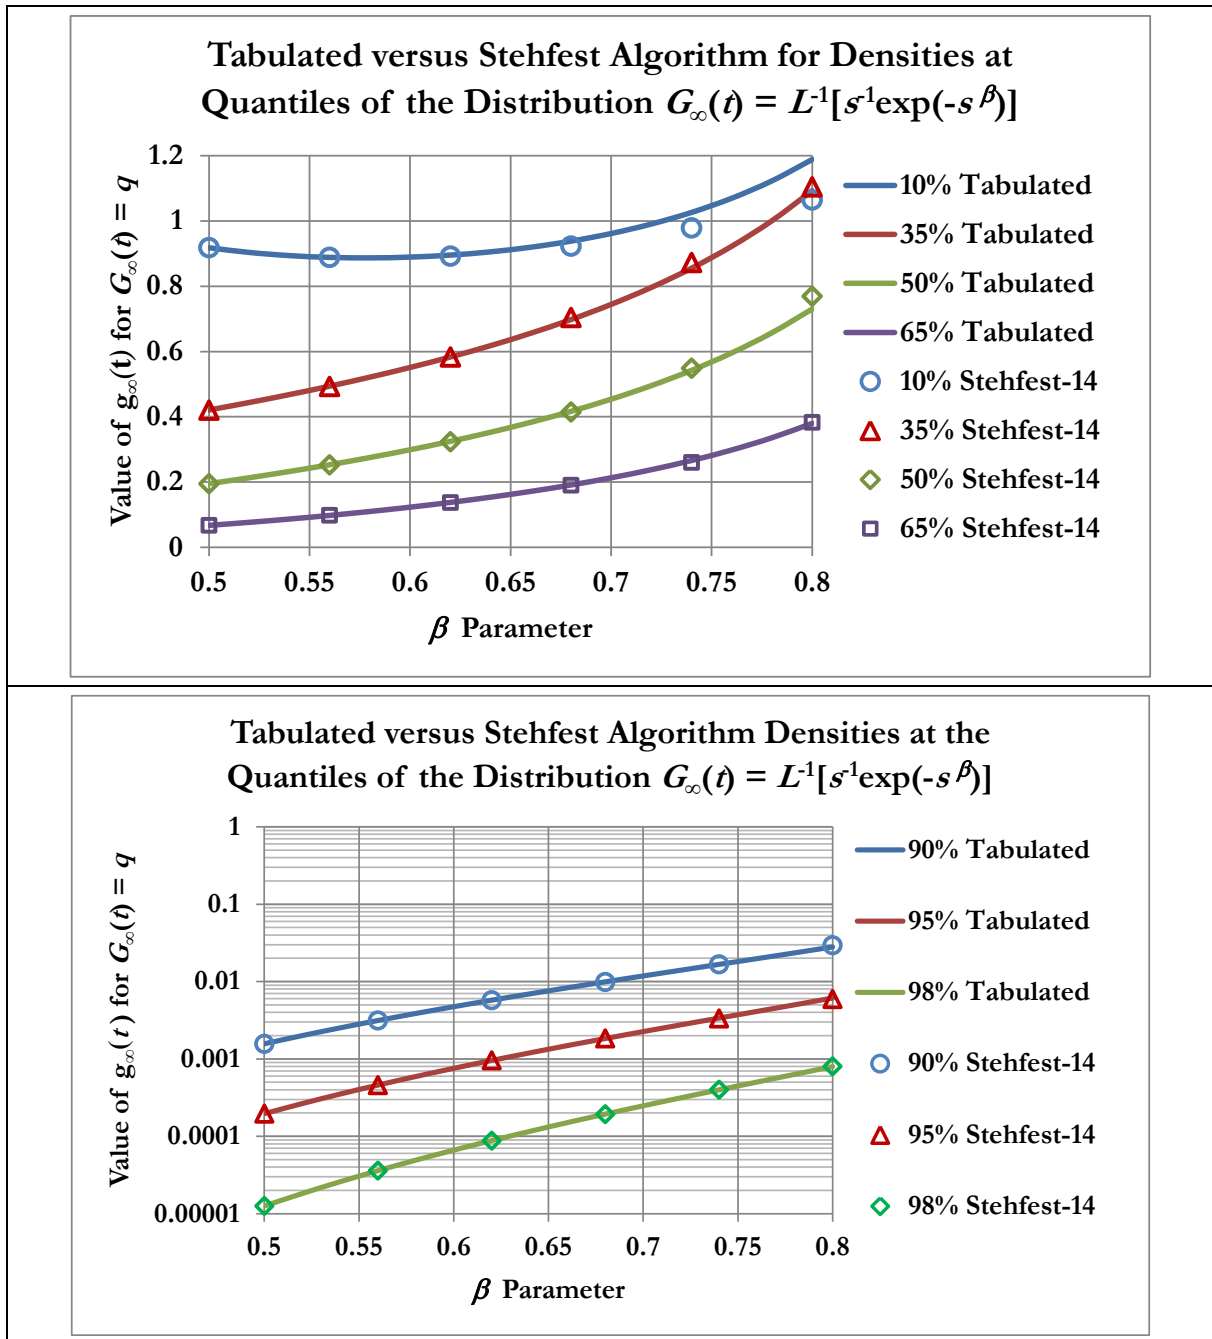 Tabulated versus Stehfest Algorithm for Densities at
Quantiles of the Distribution G∞(t) = L⁻¹[s⁻¹exp(-s^β)]
Value of g∞(t) for G∞(t) = q
1.2
1
0.8
0.6
0.4
0.2
0
0.5 0.55 0.6 0.65 0.7 0.75 0.8
β Parameter
10% Tabulated
35% Tabulated
50% Tabulated
65% Tabulated
10% Stehfest-14
35% Stehfest-14
50% Stehfest-14
65% Stehfest-14
Tabulated versus Stehfest Algorithm Densities at the
Quantiles of the Distribution G∞(t) = L⁻¹[s⁻¹exp(-s^β)]
Value of g∞(t) for G∞(t) = q
1
0.1
0.01
0.001
0.0001
0.00001
0.5 0.55 0.6 0.65 0.7 0.75 0.8
β Parameter
90% Tabulated
95% Tabulated
98% Tabulated
90% Stehfest-14
95% Stehfest-14
98% Stehfest-14